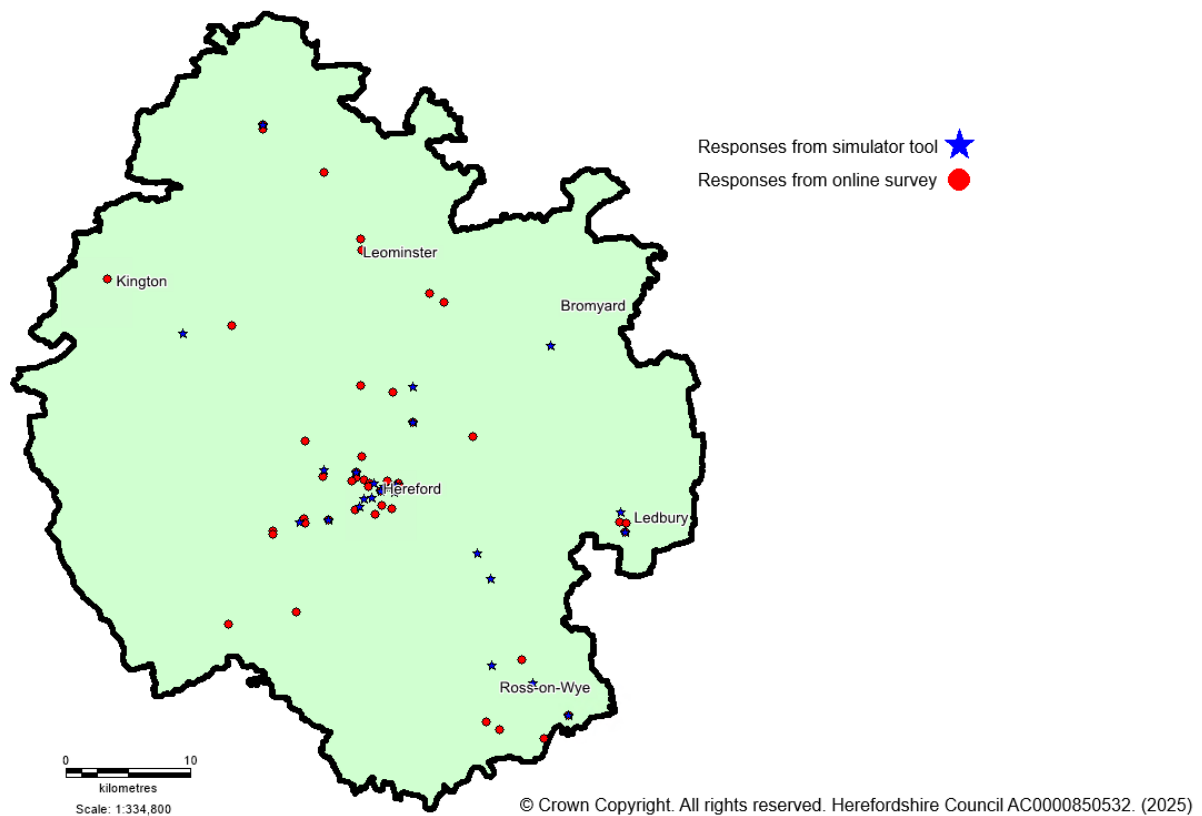 Responses from simulator tool
Responses from online survey
Leominster
Kington
Bromyard
Hereford
Ledbury
Ross-on-Wye
0 10
kilometres
Scale: 1:334,800
© Crown Copyright. All rights reserved. Herefordshire Council AC0000850532. (2025)